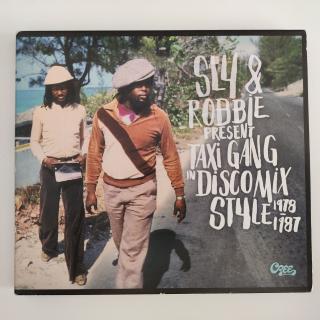 SLY &
ROBBIE
PRESENT
TAXI GANG
IN DISCOMIX
STYLE 1978
- 1987
Cree